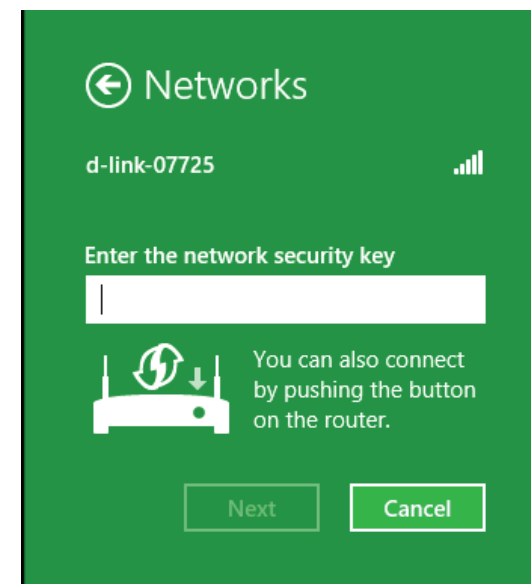 Networks
d-link-07725
Enter the network security key
You can also connect
by pushing the button
on the router.
Next
Cancel